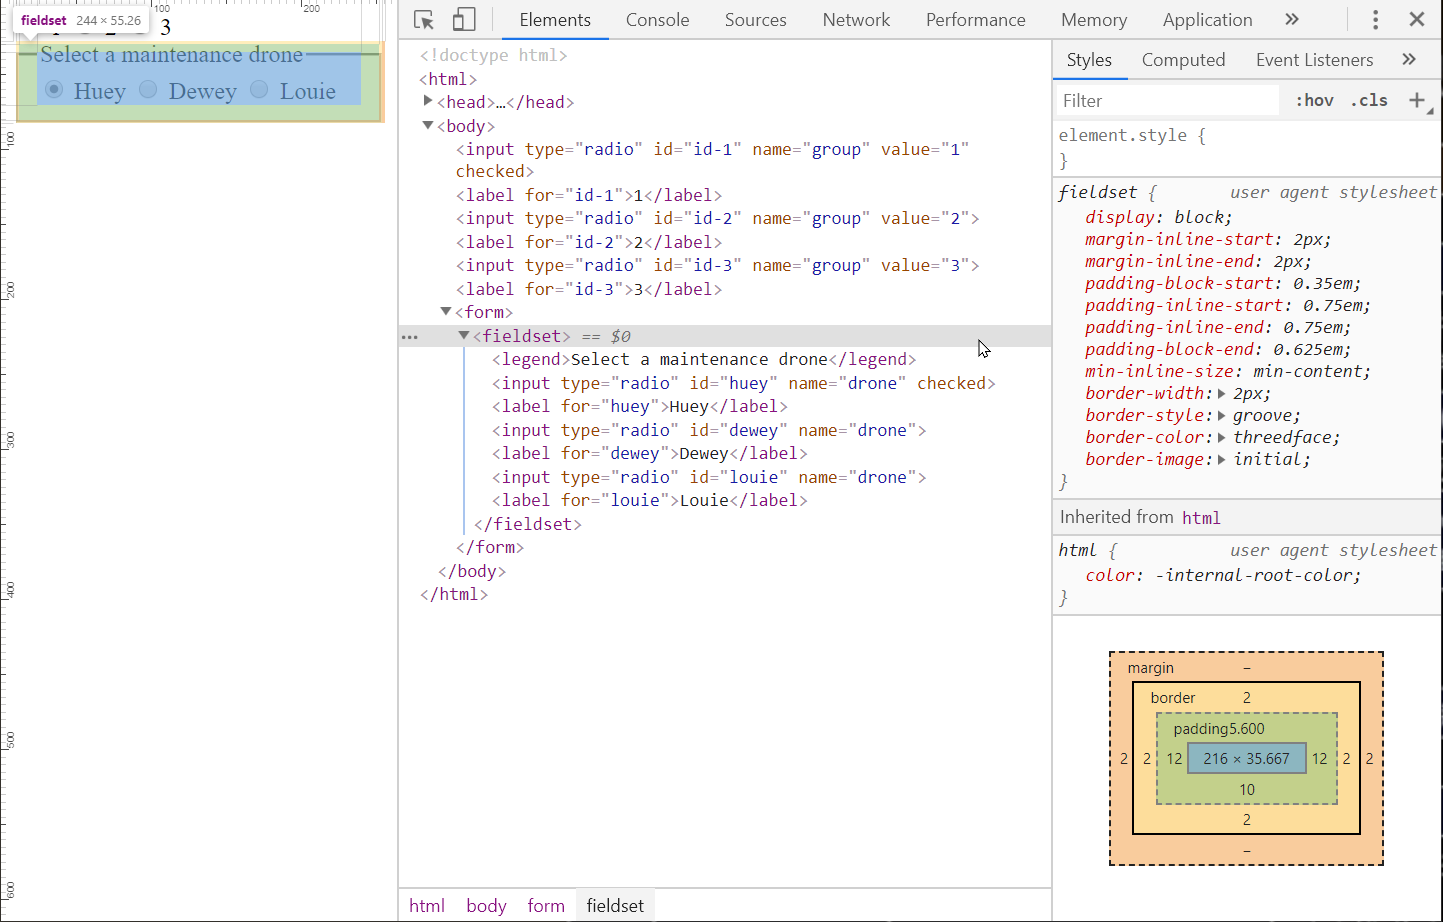 fieldset 244 × 55.26
100
200
3
Select a maintenance drone
Huey Dewey Louie
100
200
300
400
500
600
Elements Console Sources Network Performance Memory Application »
<!doctype html>
<html>
<head>…</head>
<body>
<input type="radio" id="id-1" name="group" value="1"
checked>
<label for="id-1">1</label>
<input type="radio" id="id-2" name="group" value="2">
<label for="id-2">2</label>
<input type="radio" id="id-3" name="group" value="3">
<label for="id-3">3</label>
<form>
<fieldset> == $0
<legend>Select a maintenance drone</legend>
<input type="radio" id="huey" name="drone" checked>
<label for="huey">Huey</label>
<input type="radio" id="dewey" name="drone">
<label for="dewey">Dewey</label>
<input type="radio" id="louie" name="drone">
<label for="louie">Louie</label>
</fieldset>
</form>
</body>
</html>
html body form fieldset
Styles Computed Event Listeners »
Filter :hov .cls +
element.style {
}
fieldset { user agent stylesheet
display: block;
margin-inline-start: 2px;
margin-inline-end: 2px;
padding-block-start: 0.35em;
padding-inline-start: 0.75em;
padding-inline-end: 0.75em;
padding-block-end: 0.625em;
min-inline-size: min-content;
border-width: 2px;
border-style: groove;
border-color: threedface;
border-image: initial;
}
Inherited from html
html { user agent stylesheet
color: -internal-root-color;
}
margin –
border 2
padding5.600
2 2 12 216 × 35.667 12 2 2
10
2
–